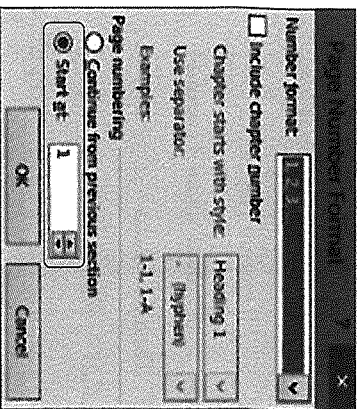 Page Number Format ? ×
Number format: 1, 2, 3, ...
Include chapter number
Chapter starts with style: Heading 1
Use separator: - (hyphen)
Examples: 1-1, 1-A
Page numbering
Continue from previous section
Start at: 1
OK Cancel